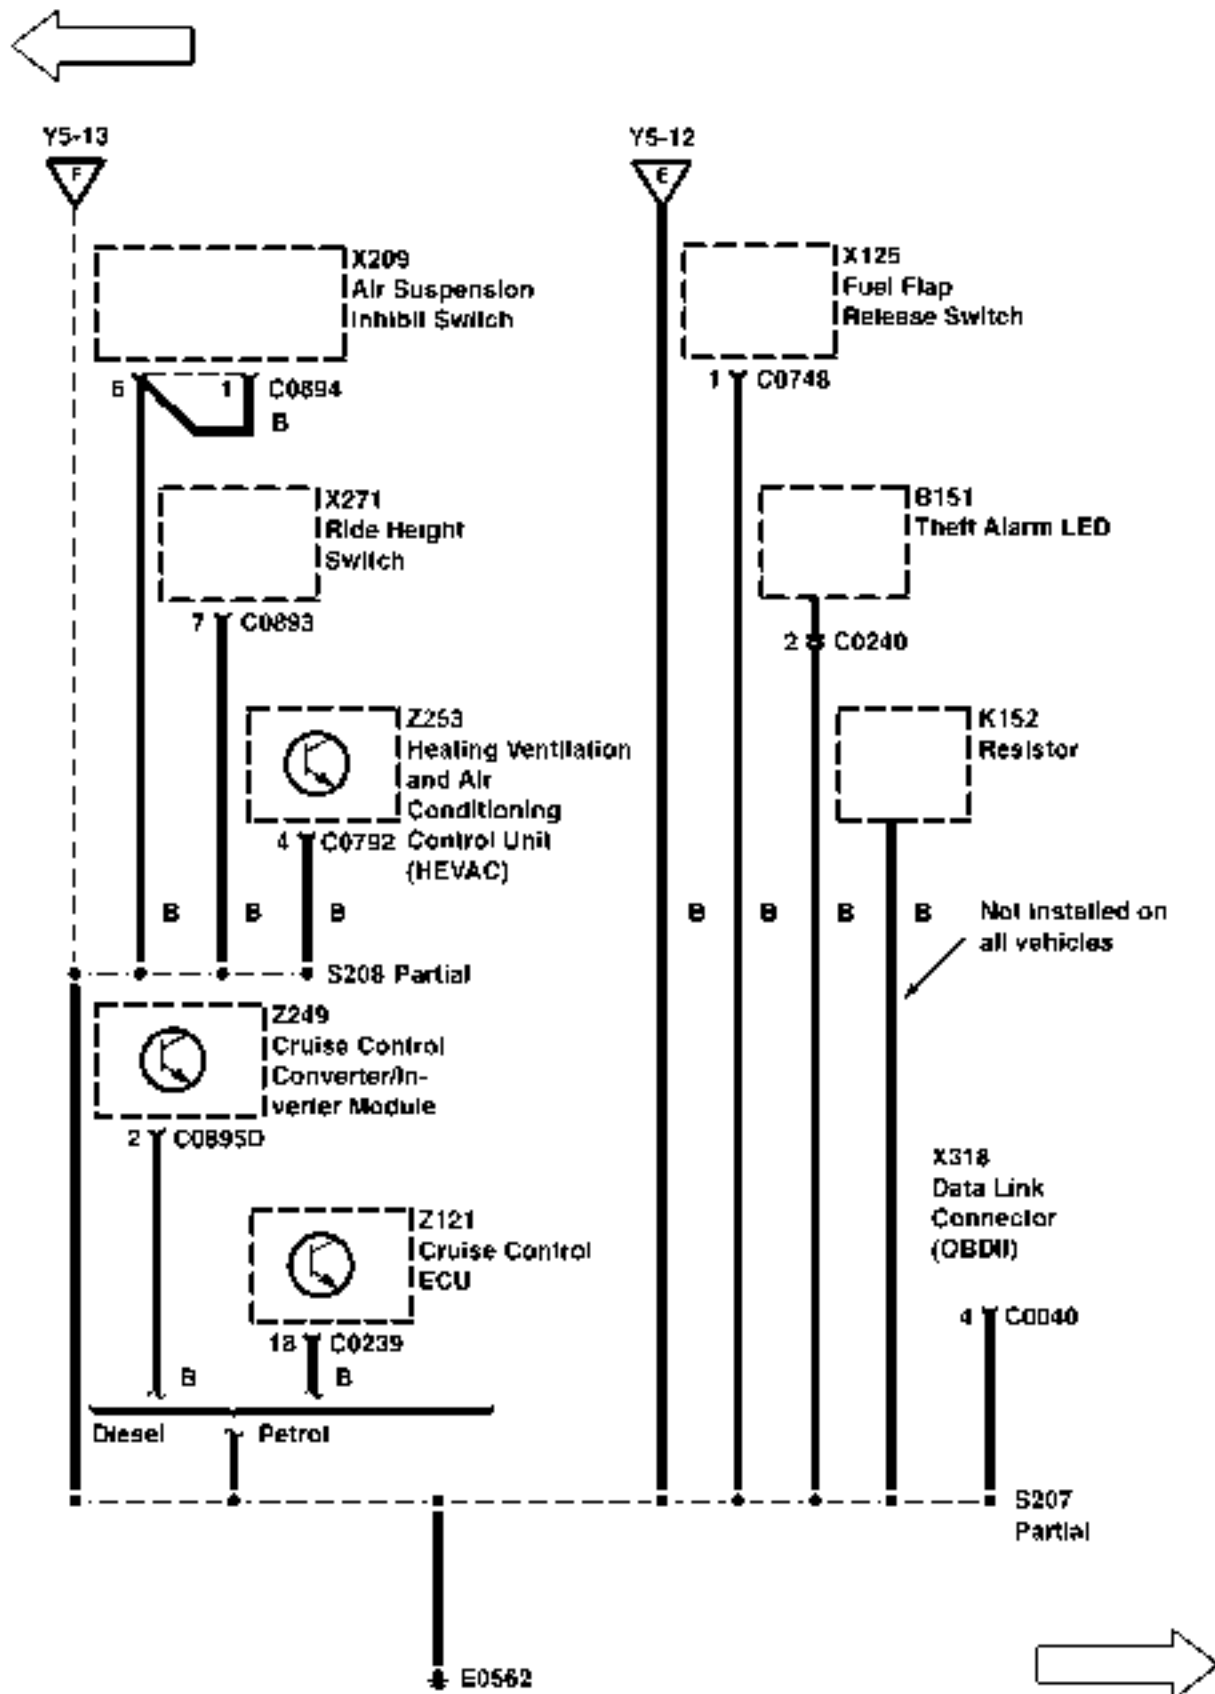 Y5-13
F
X209
Air Suspension
Inhibit Switch
6
1
C0894
B
X271
Ride Height
Switch
7
C0893
Z253
Heating Ventilation
and Air
Conditioning
Control Unit
(HEVAC)
4
C0792
B
B
B
S208 Partial
Z249
Cruise Control
Converter/In-
verter Module
2
C0895D
Z121
Cruise Control
ECU
18
C0239
B
B
Diesel
Petrol
Y5-12
E
X125
Fuel Flap
Release Switch
1
C0748
B151
Theft Alarm LED
2
C0240
K152
Resistor
B
B
B
B
Not installed on
all vehicles
X318
Data Link
Connector
(OBDII)
4
C0040
S207
Partial
E0562